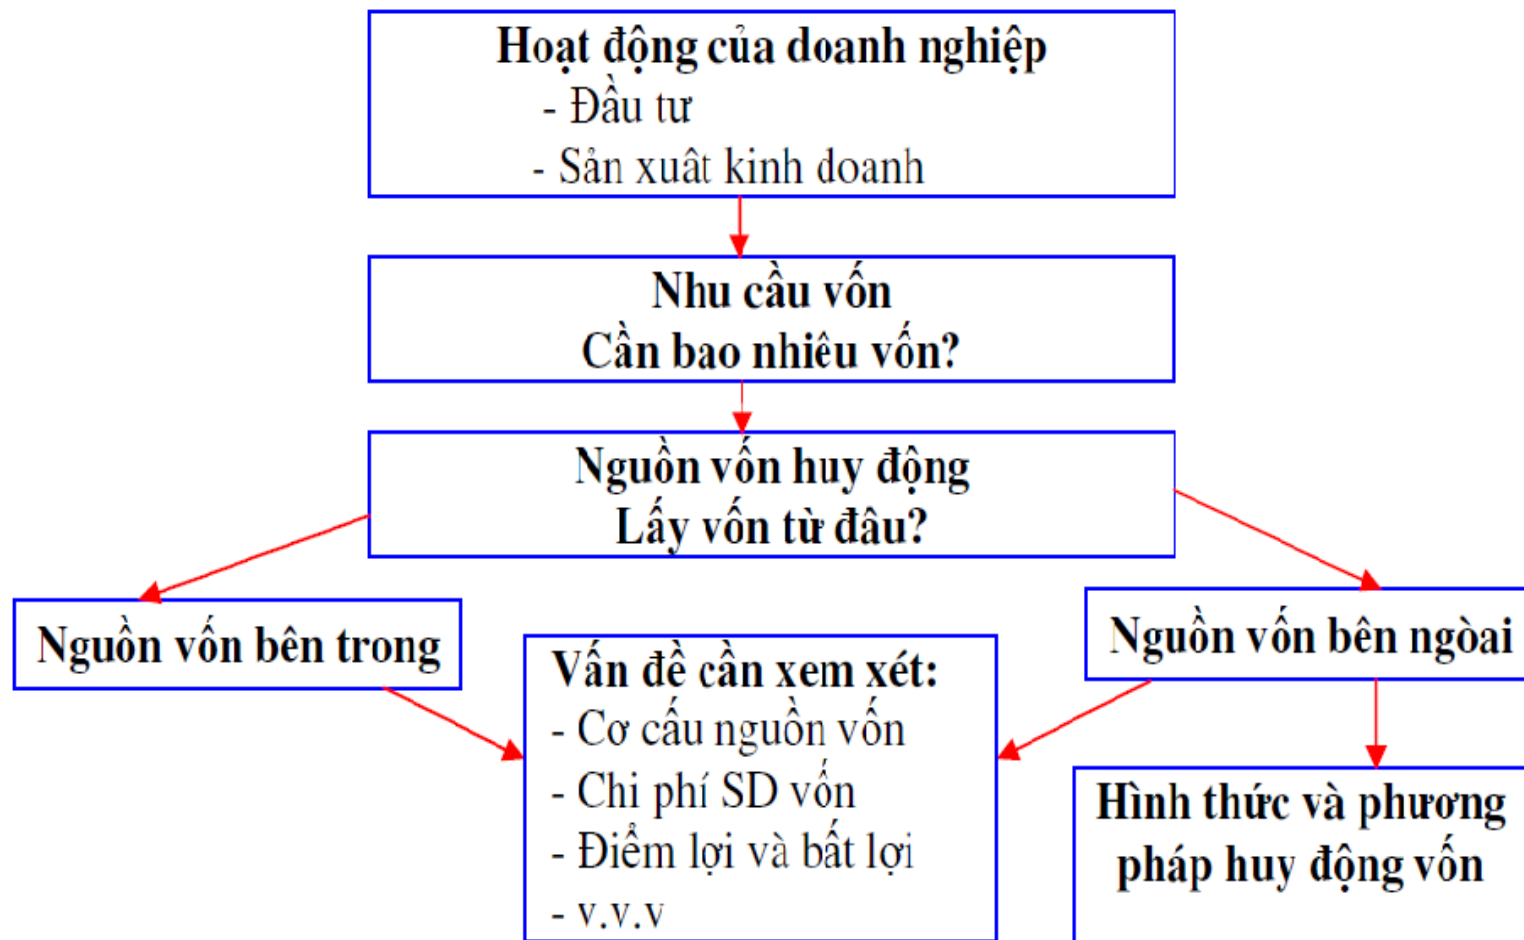 Hoạt động của doanh nghiệp
- Đầu tư
- Sản xuât kinh doanh
Nhu cầu vốn
Cần bao nhiêu vốn?
Nguồn vốn huy động
Lấy vốn từ đâu?
Nguồn vốn bên trong
Nguồn vốn bên ngòai
Vấn đề cần xem xét:
- Cơ cấu nguồn vốn
- Chi phí SD vốn
- Điểm lợi và bất lợi
- v.v.v
Hình thức và phương
pháp huy động vốn